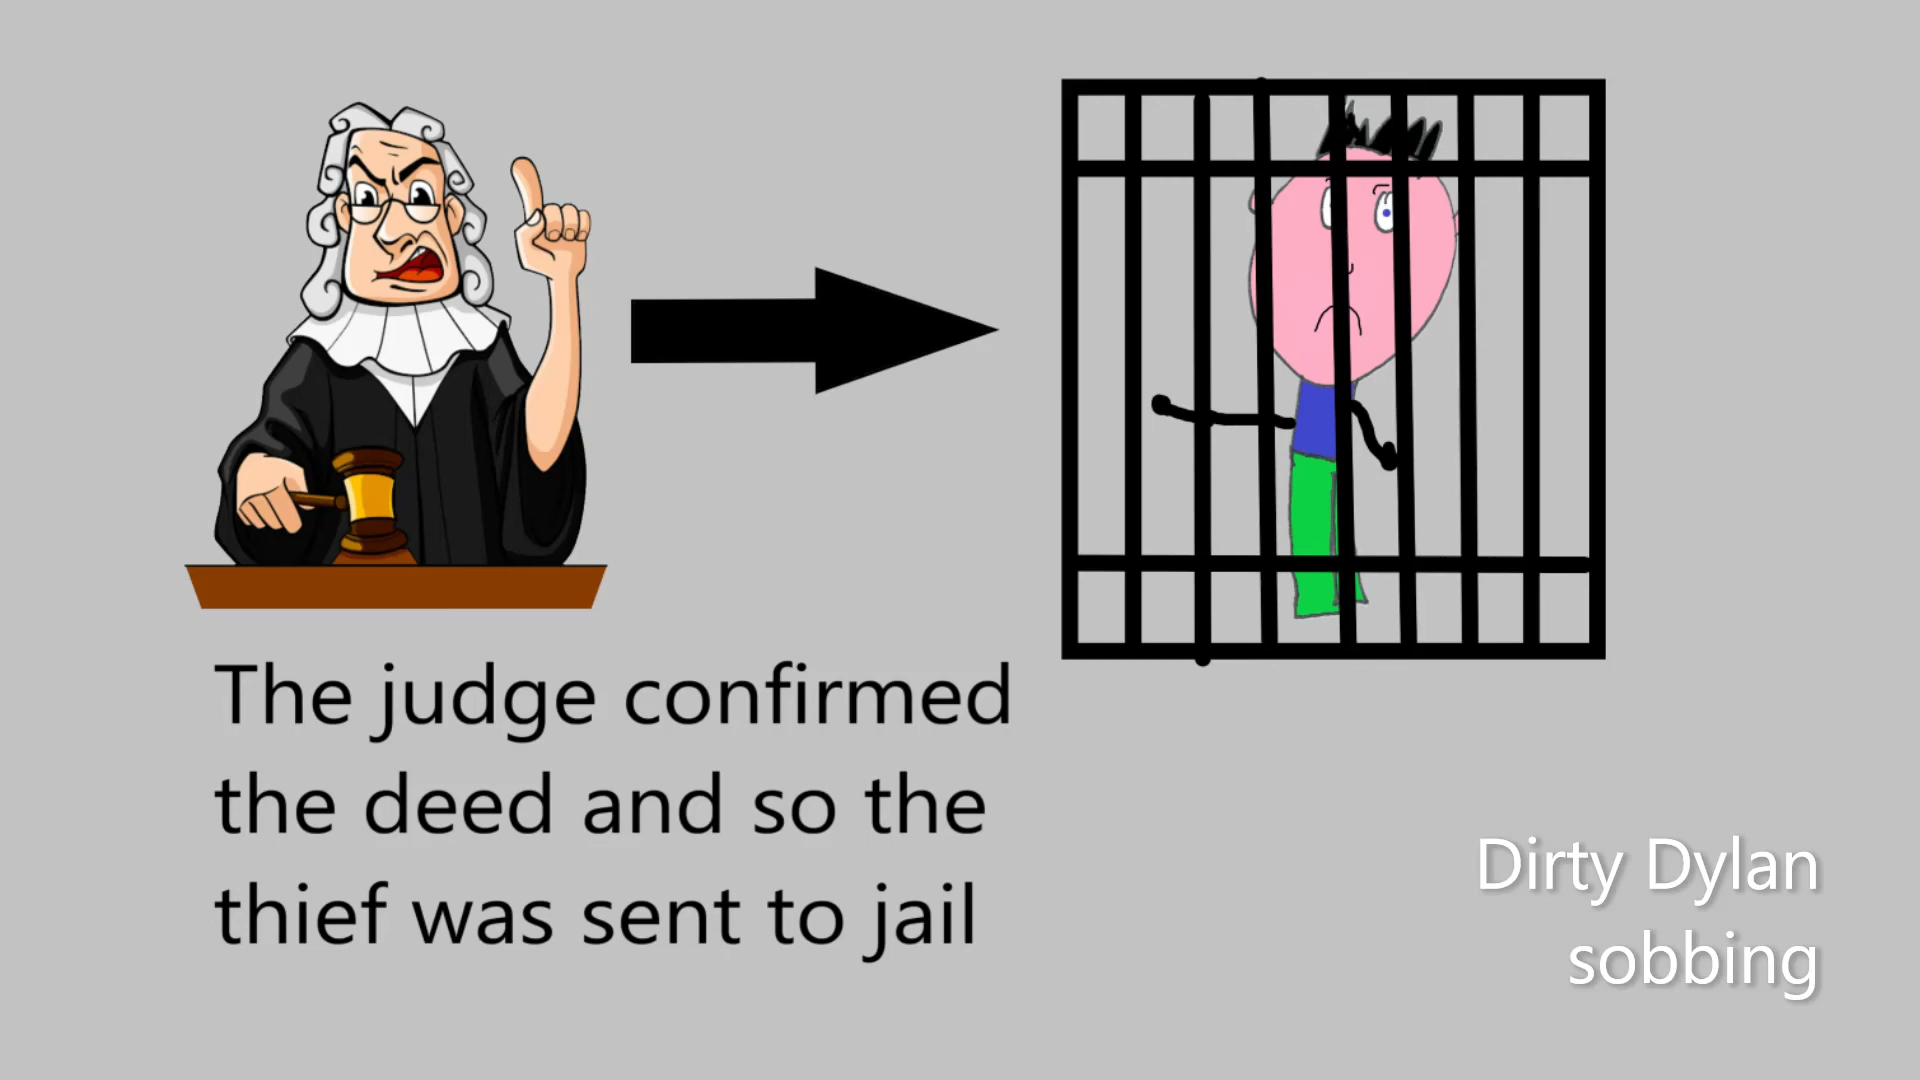 The judge confirmed
the deed and so the
thief was sent to jail
Dirty Dylan
sobbing